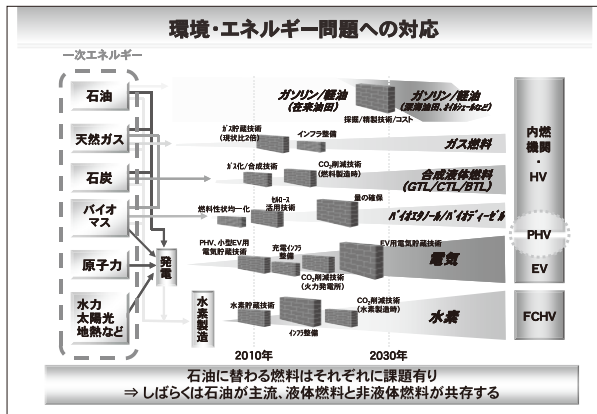 環境・エネルギー問題への対応
一次エネルギー
石油
天然ガス
石炭
バイオ
マス
原子力
水力
太陽光
地熱など
発電
水素製造
ガソリン/軽油
(在来油田)
ガソリン/軽油
(深海油田、オイルシェールなど)
採掘/精製技術/コスト
ガス貯蔵技術
(現状比2倍)
インフラ整備
ガス燃料
ガス化/合成技術
CO2削減技術
(燃料製造時)
合成液体燃料
(GTL/CTL/BTL)
燃料性状均一化
セルロース
活用技術
量の確保
バイオエタノール/バイオディーゼル
PHV、小型EV用
電気貯蔵技術
充電インフラ
整備
CO2削減技術
(火力発電所)
EV用電気貯蔵技術
電気
水素貯蔵技術
インフラ整備
CO2削減技術
(水素製造時)
水素
内燃機関・HV
PHV
EV
FCHV
2010年
2030年
石油に替わる燃料はそれぞれに課題有り
⇒ しばらくは石油が主流、液体燃料と非液体燃料が共存する